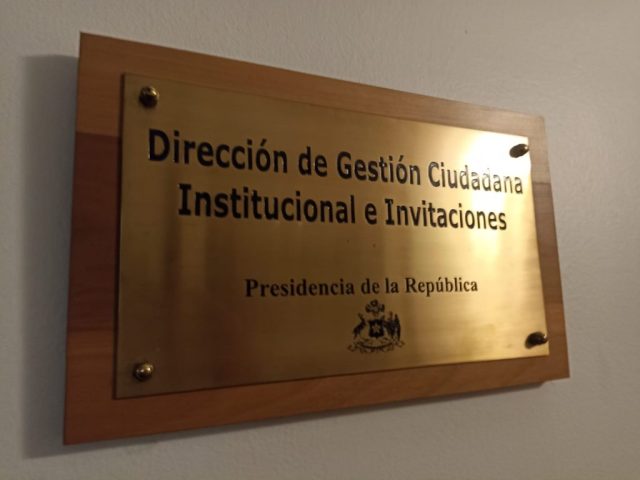 Dirección de Gestión Ciudadana
Institucional e Invitaciones
Presidencia de la República